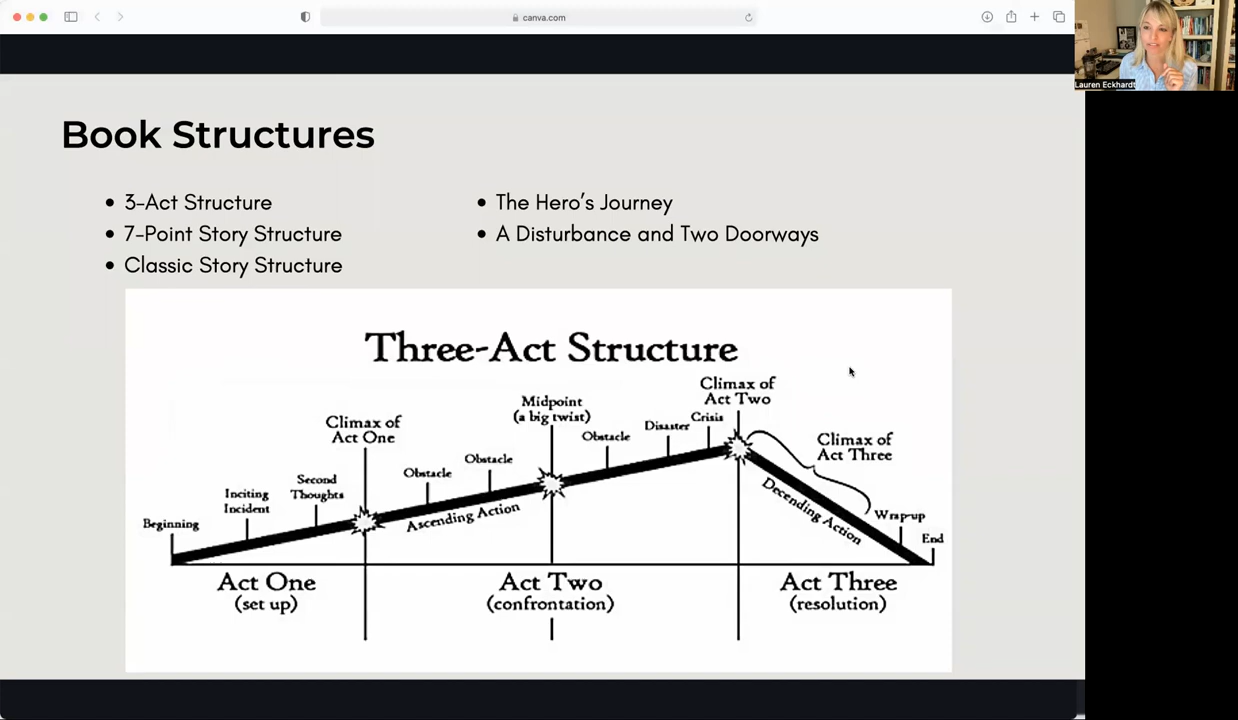 canva.com
Lauren Eckhardt
Book Structures
3-Act Structure
7-Point Story Structure
Classic Story Structure
The Hero's Journey
A Disturbance and Two Doorways
Three-Act Structure
Beginning
Inciting
Incident
Second
Thoughts
Climax of
Act One
Obstacle
Obstacle
Ascending Action
Midpoint
(a big twist)
Obstacle
Disaster
Crisis
Climax of
Act Two
Climax of
Act Three
Decending Action
Wrap-up
End
Act One
(set up)
Act Two
(confrontation)
Act Three
(resolution)